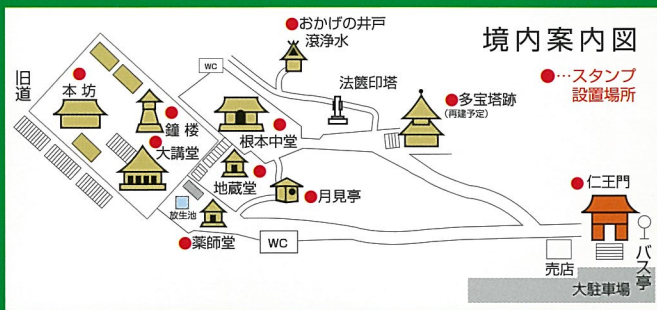 境内案内図
●…スタンプ
設置場所
おかげの井戸
滾浄水
WC
法篋印塔
多宝塔跡
(再建予定)
旧道
本坊
鐘楼
大講堂
根本中堂
地蔵堂
月見亭
放生池
薬師堂
WC
仁王門
バス亭
売店
大駐車場